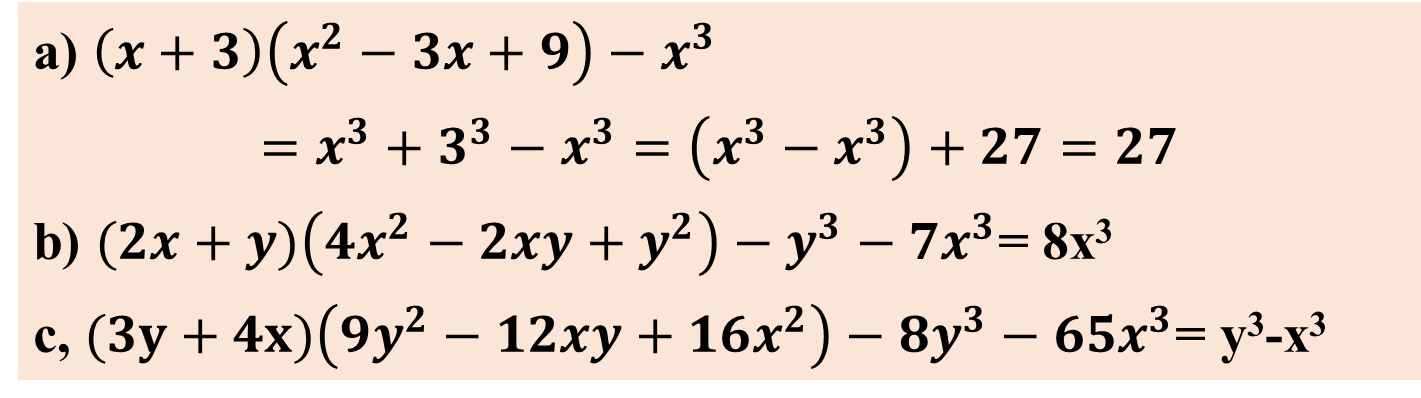 a) (x + 3)(x² − 3x + 9) − x³
= x³ + 3³ − x³ = (x³ − x³) + 27 = 27
b) (2x + y)(4x² − 2xy + y²) − y³ − 7x³= 8x³
c, (3y + 4x)(9y² − 12xy + 16x²) − 8y³ − 65x³= y³-x³